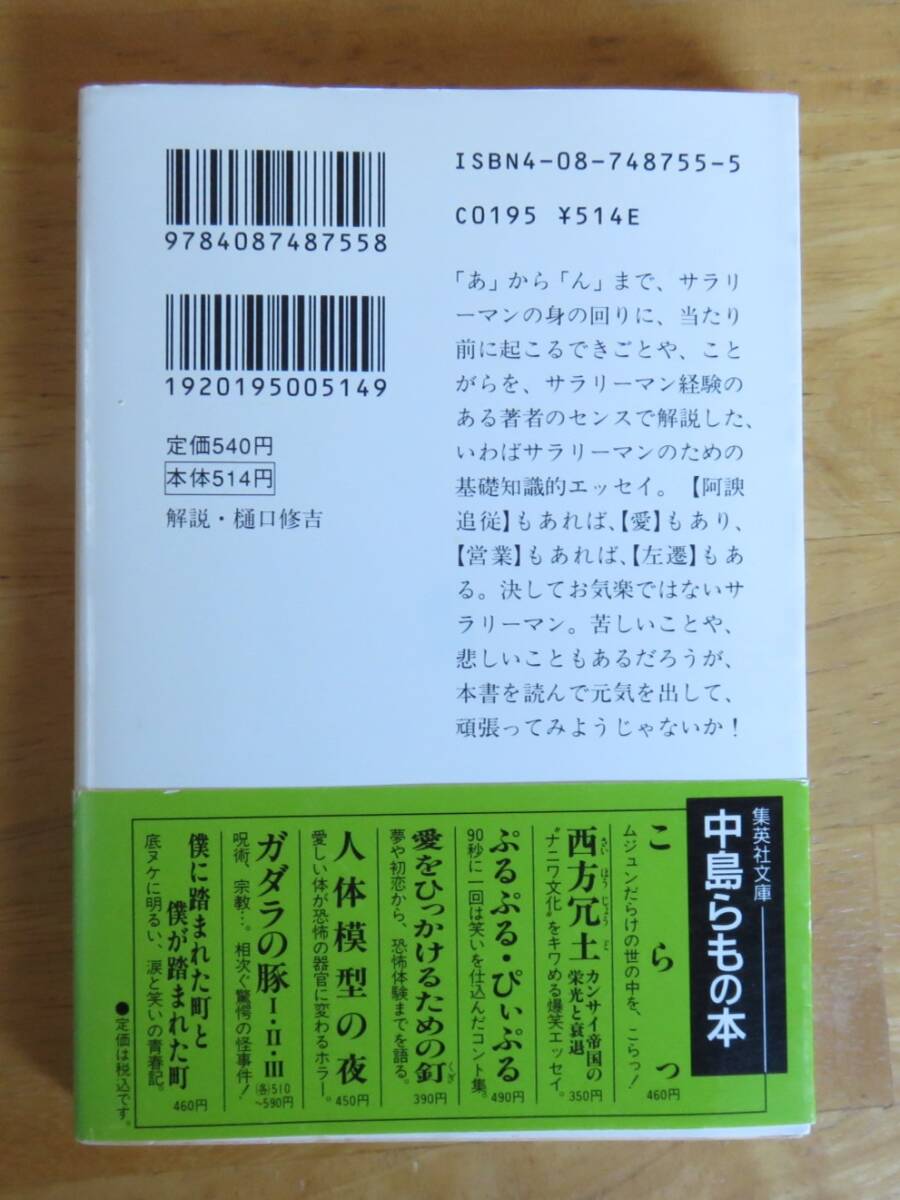 9784087487558
1920195005149
定価540円
本体514円
解説・樋口修吉
ISBN4-08-748755-5
C0195 ¥514E
「あ」から「ん」まで、サラリ
ーマンの身の回りに、当たり
前に起こるできごとや、こと
がらを、サラリーマン経験の
ある著者のセンスで解説した、
いわばサラリーマンのための
基礎知識的エッセイ。【阿諛
追従】もあれば、【愛】もあり、
【営業】もあれば、【左遷】もあ
る。決してお気楽ではないサ
ラリーマン。苦しいことや、
悲しいこともあるだろうが、
本書を読んで元気を出して、
頑張ってみようじゃないか!
集英社文庫
中島らもの本
こらっ
460円
ムジュンだらけの世の中を、こらっ!
西方冗土
さいほうじょうど
カンサイ帝国の
栄光と衰退
350円
"ナニワ文化"をキワめる爆笑エッセイ。
ぷるぷる・ぴぃぷる
490円
90秒に一回は笑いを仕込んだコント集。
愛をひっかけるための釘
くぎ
390円
夢や初恋から、恐怖体験までを語る。
人体模型の夜
450円
愛しい体が恐怖の器官に変わるホラー。
ガダラの豚I・II・III
(各)510
~590円
呪術、宗教…。相次ぐ驚愕の怪事件!
僕に踏まれた町と
僕が踏まれた町
460円
底ヌケに明るい、涙と笑いの青春記。
●定価は税込です。